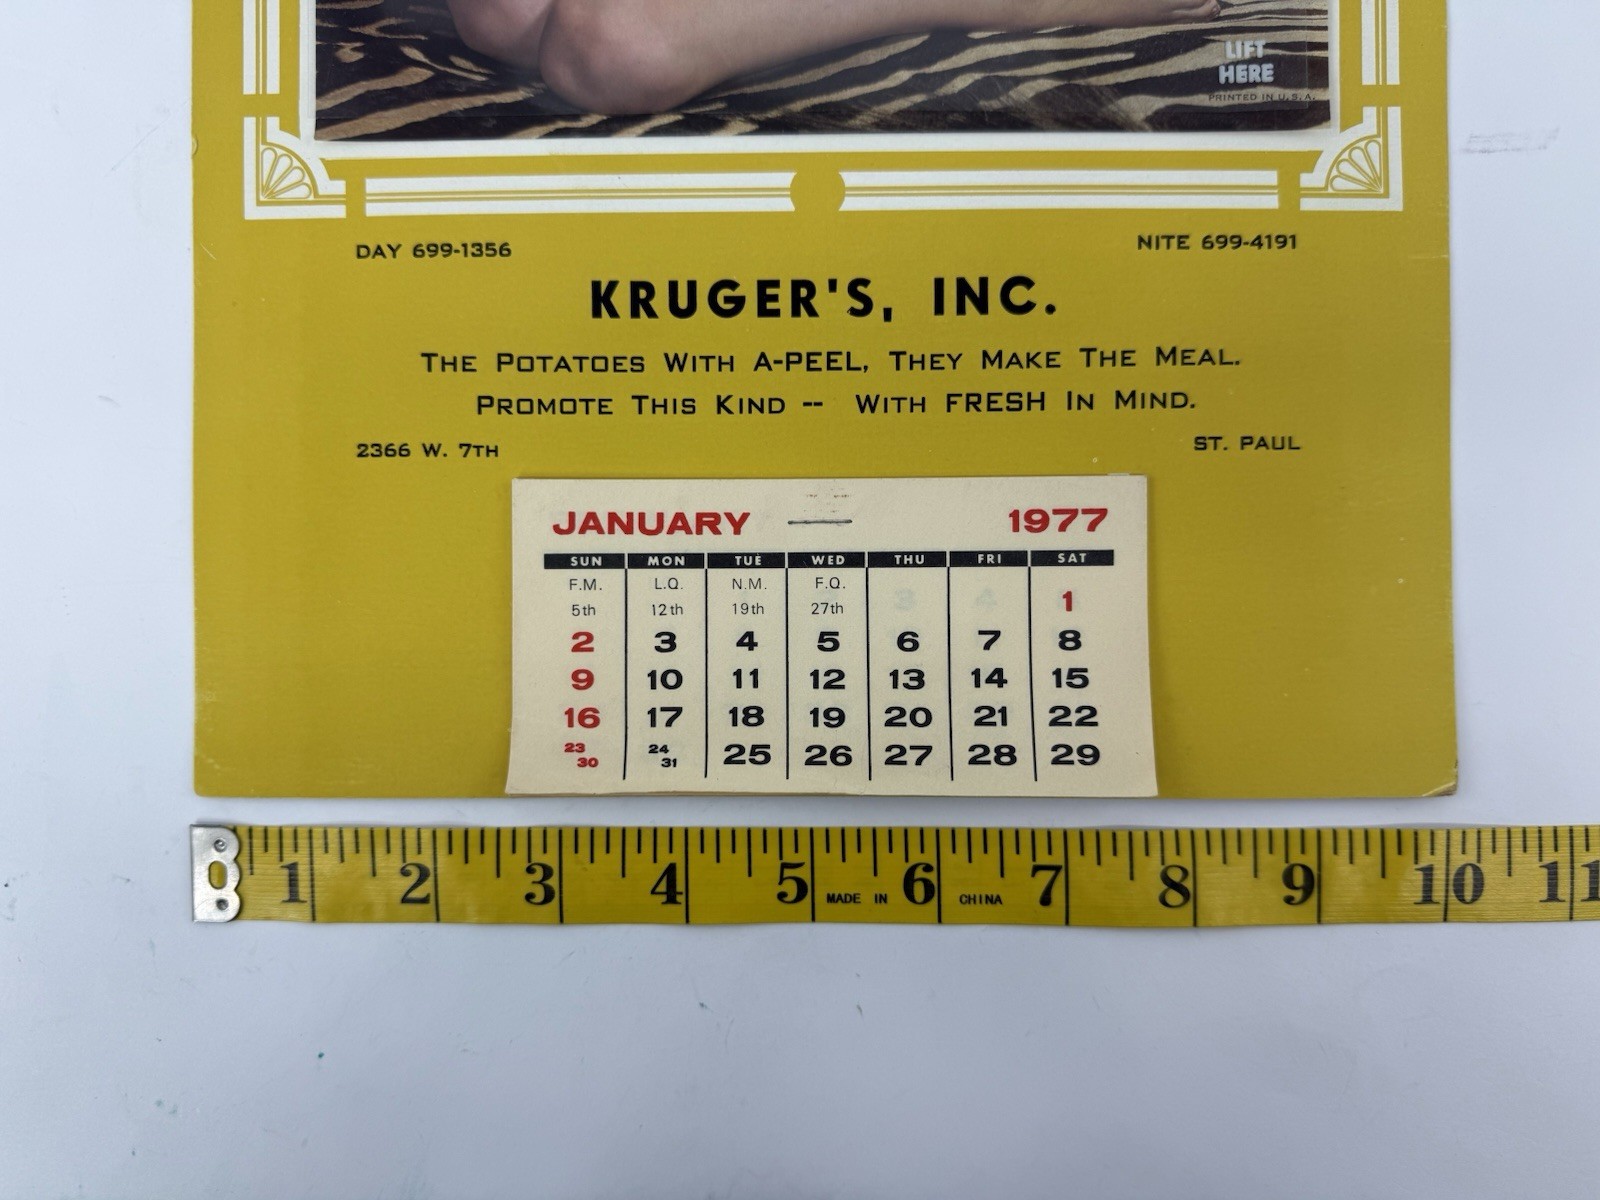 LIFT
HERE
PRINTED IN U.S.A.
DAY 699-1356 NITE 699-4191
KRUGER'S, INC.
THE POTATOES WITH A-PEEL, THEY MAKE THE MEAL.
PROMOTE THIS KIND -- WITH FRESH IN MIND.
2366 W. 7TH ST. PAUL
JANUARY 1977
SUN MON TUE WED THU FRI SAT
F.M. L.Q. N.M. F.Q.
5th 12th 19th 27th 1
2 3 4 5 6 7 8
9 10 11 12 13 14 15
16 17 18 19 20 21 22
23 24 25 26 27 28 29
30 31
1 2 3 4 5 6 7 8 9 10 11 11
MADE IN CHINA